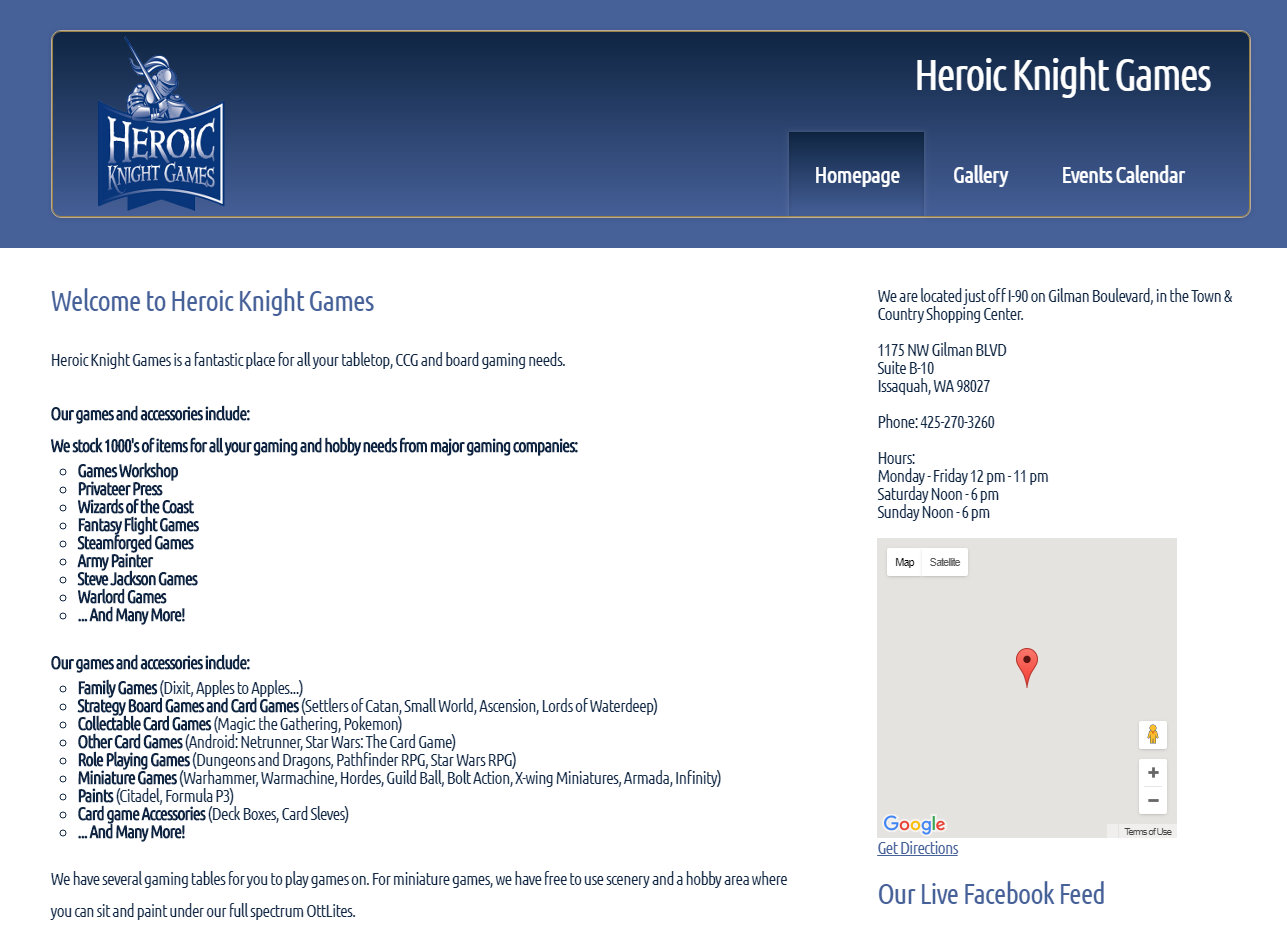 HEROIC
KNIGHT GAMES
Heroic Knight Games
Homepage
Gallery
Events Calendar
Welcome to Heroic Knight Games
Heroic Knight Games is a fantastic place for all your tabletop, CCG and board gaming needs.
Our games and accessories include:
We stock 1000's of items for all your gaming and hobby needs from major gaming companies:
Games Workshop
Privateer Press
Wizards of the Coast
Fantasy Flight Games
Steamforged Games
Army Painter
Steve Jackson Games
Warlord Games
... And Many More!
Our games and accessories include:
Family Games (Dixit, Apples to Apples...)
Strategy Board Games and Card Games (Settlers of Catan, Small World, Ascension, Lords of Waterdeep)
Collectable Card Games (Magic: the Gathering, Pokemon)
Other Card Games (Android: Netrunner, Star Wars: The Card Game)
Role Playing Games (Dungeons and Dragons, Pathfinder RPG, Star Wars RPG)
Miniature Games (Warhammer, Warmachine, Hordes, Guild Ball, Bolt Action, X-wing Miniatures, Armada, Infinity)
Paints (Citadel, Formula P3)
Card game Accessories (Deck Boxes, Card Sleves)
... And Many More!
We have several gaming tables for you to play games on. For miniature games, we have free to use scenery and a hobby area where
you can sit and paint under our full spectrum OttLites.
We are located just off I-90 on Gilman Boulevard, in the Town &
Country Shopping Center.
1175 NW Gilman BLVD
Suite B-10
Issaquah, WA 98027
Phone: 425-270-3260
Hours:
Monday - Friday 12 pm - 11 pm
Saturday Noon - 6 pm
Sunday Noon - 6 pm
Map
Satellite
Google
Terms of Use
Get Directions
Our Live Facebook Feed